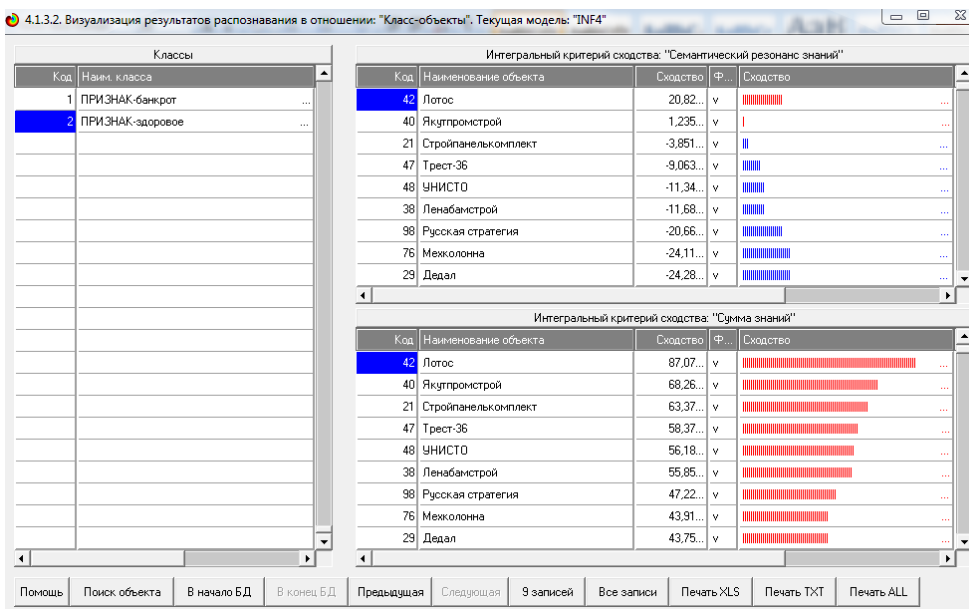 4.1.3.2. Визуализация результатов распознавания в отношении: "Класс-объекты". Текущая модель: "INF4"
Классы
Код Наим. класса
1 ПРИЗНАК-банкрот ...
2 ПРИЗНАК-здоровое ...
Интегральный критерий сходства: "Семантический резонанс знаний"
Код Наименование объекта Сходство Ф... Сходство
42 Лотос 20,82... v ...
40 Якутпромстрой 1,235... v ...
21 Стройпанелькомплект -3,851... v ...
47 Трест-36 -9,063... v ...
48 УНИСТО -11,34... v ...
38 Ленабамстрой -11,68... v ...
98 Русская стратегия -20,66... v ...
76 Мехколонна -24,11... v ...
29 Дедал -24,28... v ...
Интегральный критерий сходства: "Сумма знаний"
Код Наименование объекта Сходство Ф... Сходство
42 Лотос 87,07... v ...
40 Якутпромстрой 68,26... v ...
21 Стройпанелькомплект 63,37... v ...
47 Трест-36 58,37... v ...
48 УНИСТО 56,18... v ...
38 Ленабамстрой 55,85... v ...
98 Русская стратегия 47,22... v ...
76 Мехколонна 43,91... v ...
29 Дедал 43,75... v ...
Помощь Поиск объекта В начало БД В конец БД Предыдущая Следующая 9 записей Все записи Печать XLS Печать TXT Печать ALL